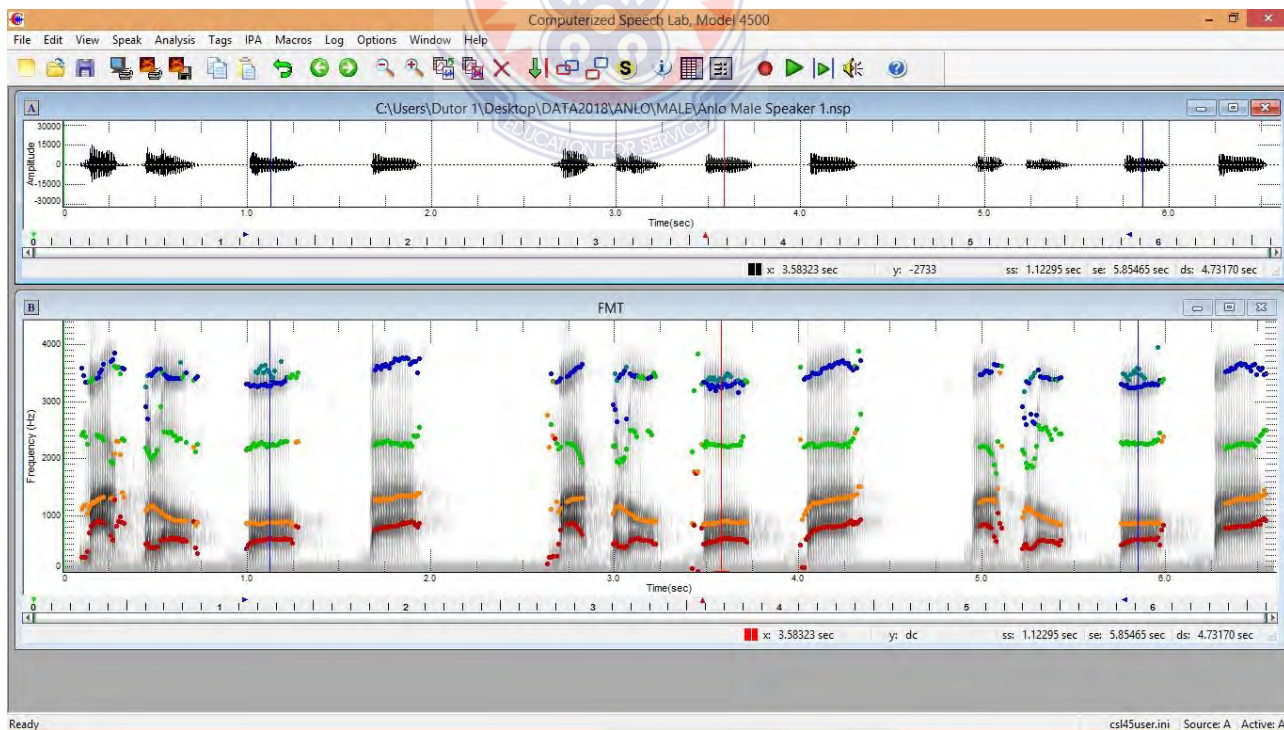 Computerized Speech Lab, Model 4500
File Edit View Speak Analysis Tags IPA Macros Log Options Window Help
EDUCATION FOR SERVICE
A
C:\Users\Dutor 1\Desktop\DATA2018\ANLO\MALE\Anlo Male Speaker 1.nsp
30000
15000
0
-15000
-30000
Amplitude
0 1.0 2.0 3.0 4.0 5.0 6.0
Time(sec)
0 1 2 3 4 5 6
x: 3.58323 sec y: -2733 ss: 1.12295 sec se: 5.85465 sec ds: 4.73170 sec
B
FMT
4000
3000
2000
1000
0
Frequency (Hz)
0 1.0 2.0 3.0 4.0 5.0 6.0
Time(sec)
0 1 2 3 4 5 6
x: 3.58323 sec y: dc ss: 1.12295 sec se: 5.85465 sec ds: 4.73170 sec
Ready csl45user.ini Source: A Active: A